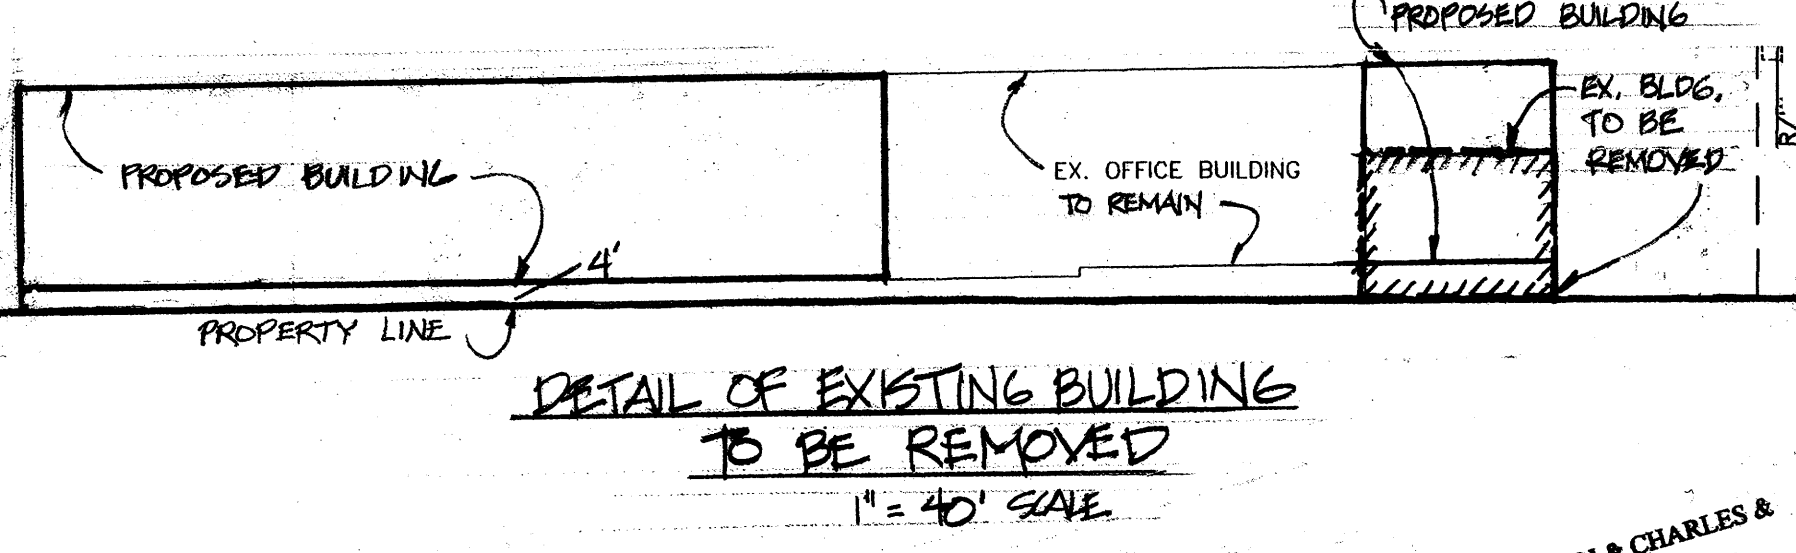 PROPOSED BUILDING
EX. BLDG.
TO BE
REMOVED
R/
PROPOSED BUILDING
EX. OFFICE BUILDING
TO REMAIN
4'
PROPERTY LINE
DETAIL OF EXISTING BUILDING
TO BE REMOVED
1" = 40' SCALE
& CHARLES &